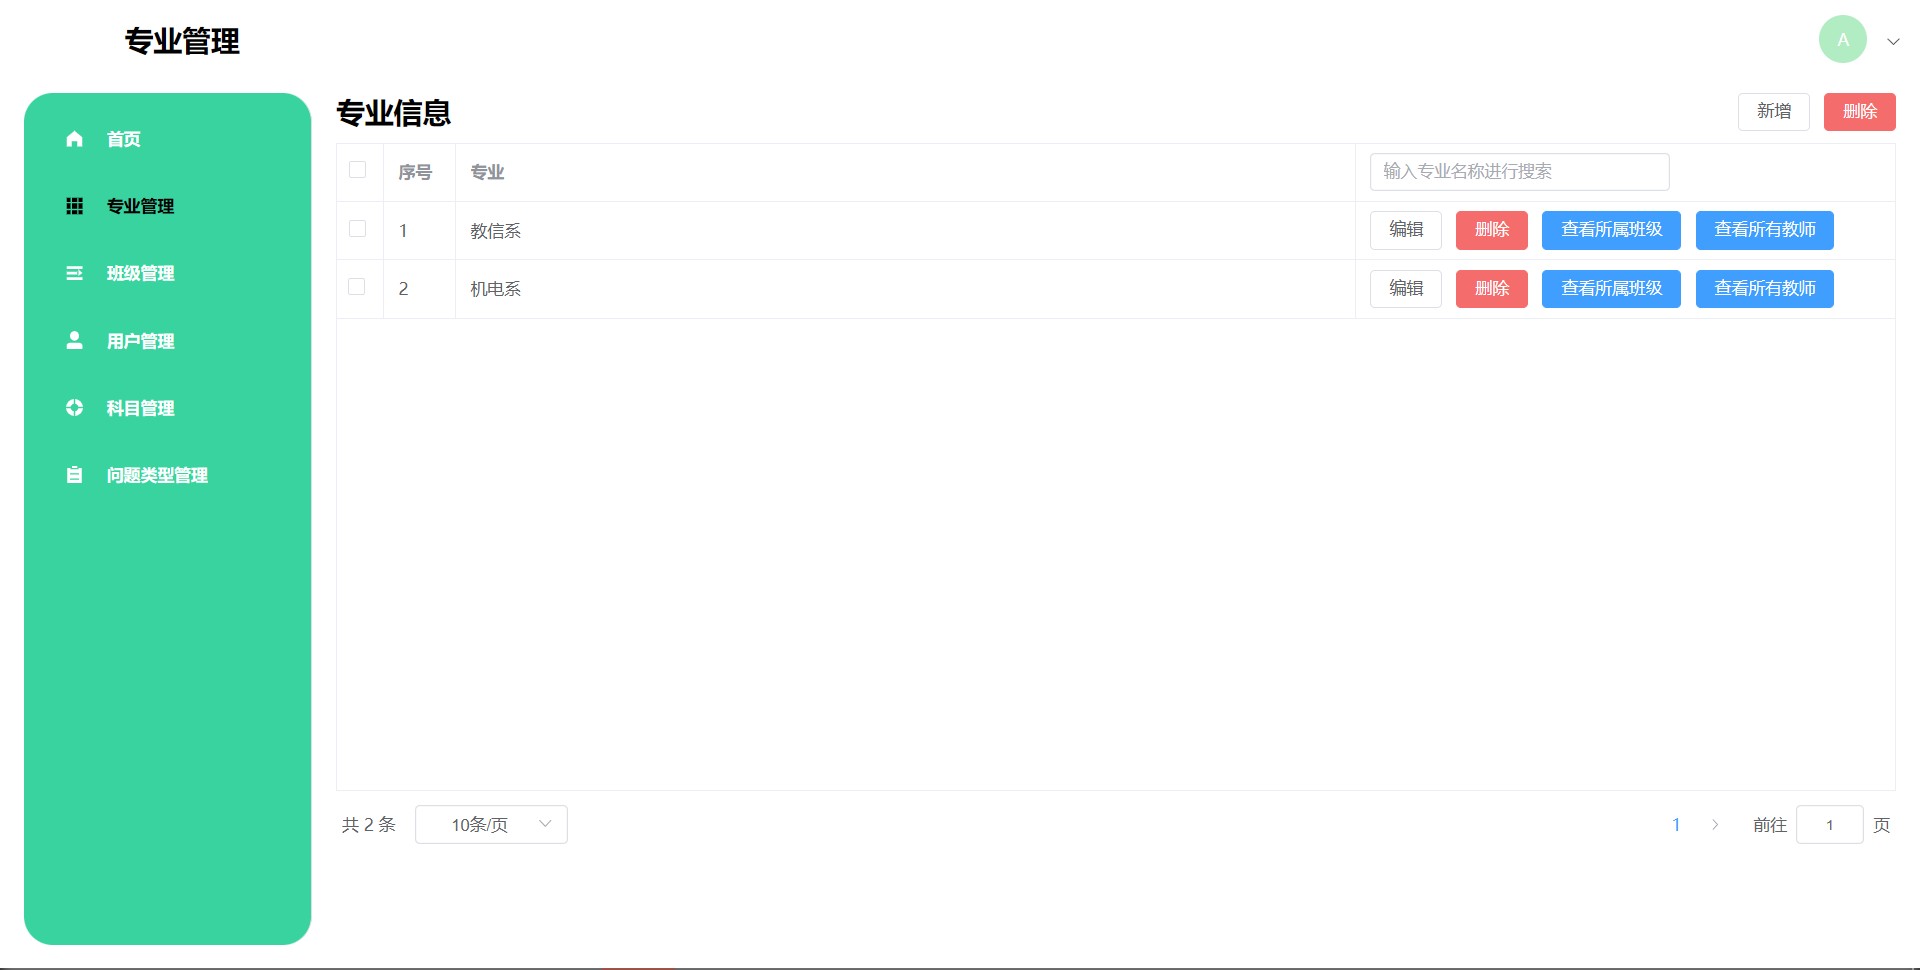 专业管理
A
首页
专业管理
班级管理
用户管理
科目管理
问题类型管理
专业信息
新增 删除
序号 专业 输入专业名称进行搜索
1 教信系 编辑 删除 查看所属班级 查看所有教师
2 机电系 编辑 删除 查看所属班级 查看所有教师
共 2 条 10条/页 1 前往 1 页